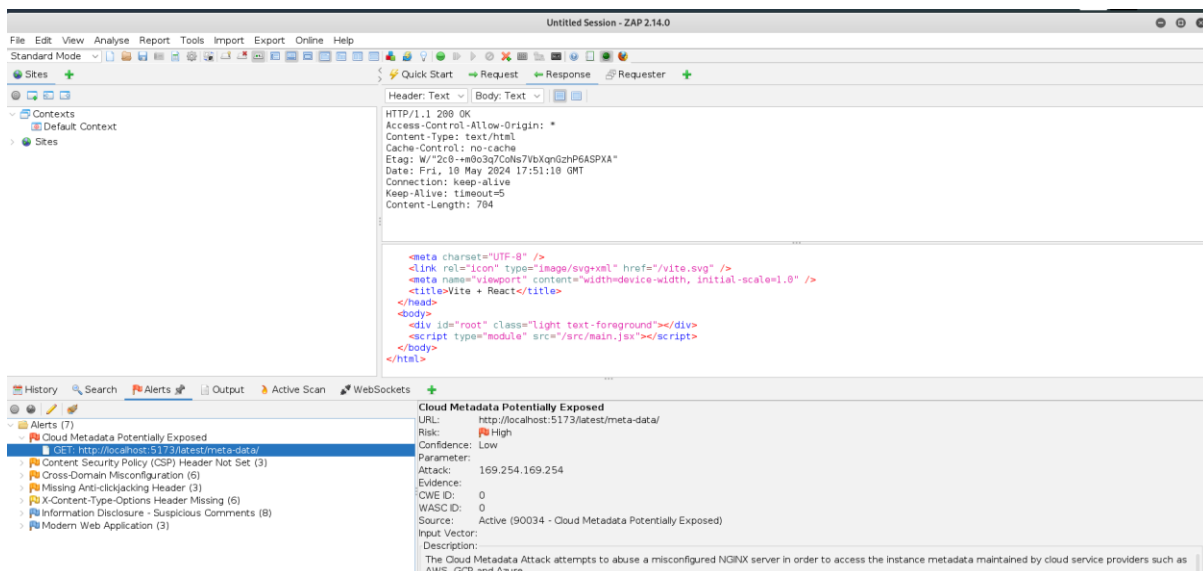 Untitled Session - ZAP 2.14.0
File Edit View Analyse Report Tools Import Export Online Help
Standard Mode
Sites
Quick Start Request Response Requester
Header: Text Body: Text
Contexts
Default Context
Sites
HTTP/1.1 200 OK
Access-Control-Allow-Origin: *
Content-Type: text/html
Cache-Control: no-cache
Etag: W/"2c0-+m0o3q7CoNs7VbXqnGzhP6ASPXA"
Date: Fri, 10 May 2024 17:51:10 GMT
Connection: keep-alive
Keep-Alive: timeout=5
Content-Length: 704
<meta charset="UTF-8" />
<link rel="icon" type="image/svg+xml" href="/vite.svg" />
<meta name="viewport" content="width=device-width, initial-scale=1.0" />
<title>Vite + React</title>
</head>
<body>
<div id="root" class="light text-foreground"></div>
<script type="module" src="/src/main.jsx"></script>
</body>
</html>
History Search Alerts Output Active Scan WebSockets
Alerts (7)
Cloud Metadata Potentially Exposed
GET: http://localhost:5173/latest/meta-data/
Content Security Policy (CSP) Header Not Set (3)
Cross-Domain Misconfiguration (6)
Missing Anti-clickjacking Header (3)
X-Content-Type-Options Header Missing (6)
Information Disclosure - Suspicious Comments (8)
Modern Web Application (3)
Cloud Metadata Potentially Exposed
URL: http://localhost:5173/latest/meta-data/
Risk: High
Confidence: Low
Parameter:
Attack: 169.254.169.254
Evidence:
CWE ID: 0
WASC ID: 0
Source: Active (90034 - Cloud Metadata Potentially Exposed)
Input Vector:
Description:
The Cloud Metadata Attack attempts to abuse a misconfigured NGINX server in order to access the instance metadata maintained by cloud service providers such as
AWS, GCP and Azure.